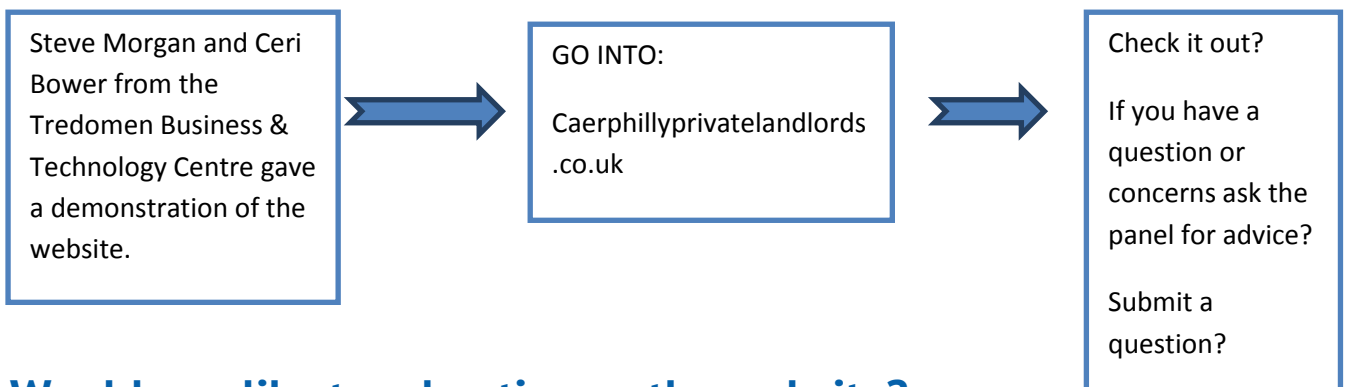 Steve Morgan and Ceri
Bower from the
Tredomen Business &
Technology Centre gave
a demonstration of the
website.
GO INTO:
Caerphillyprivatelandlords
.co.uk
Check it out?
If you have a
question or
concerns ask the
panel for advice?
Submit a
question?